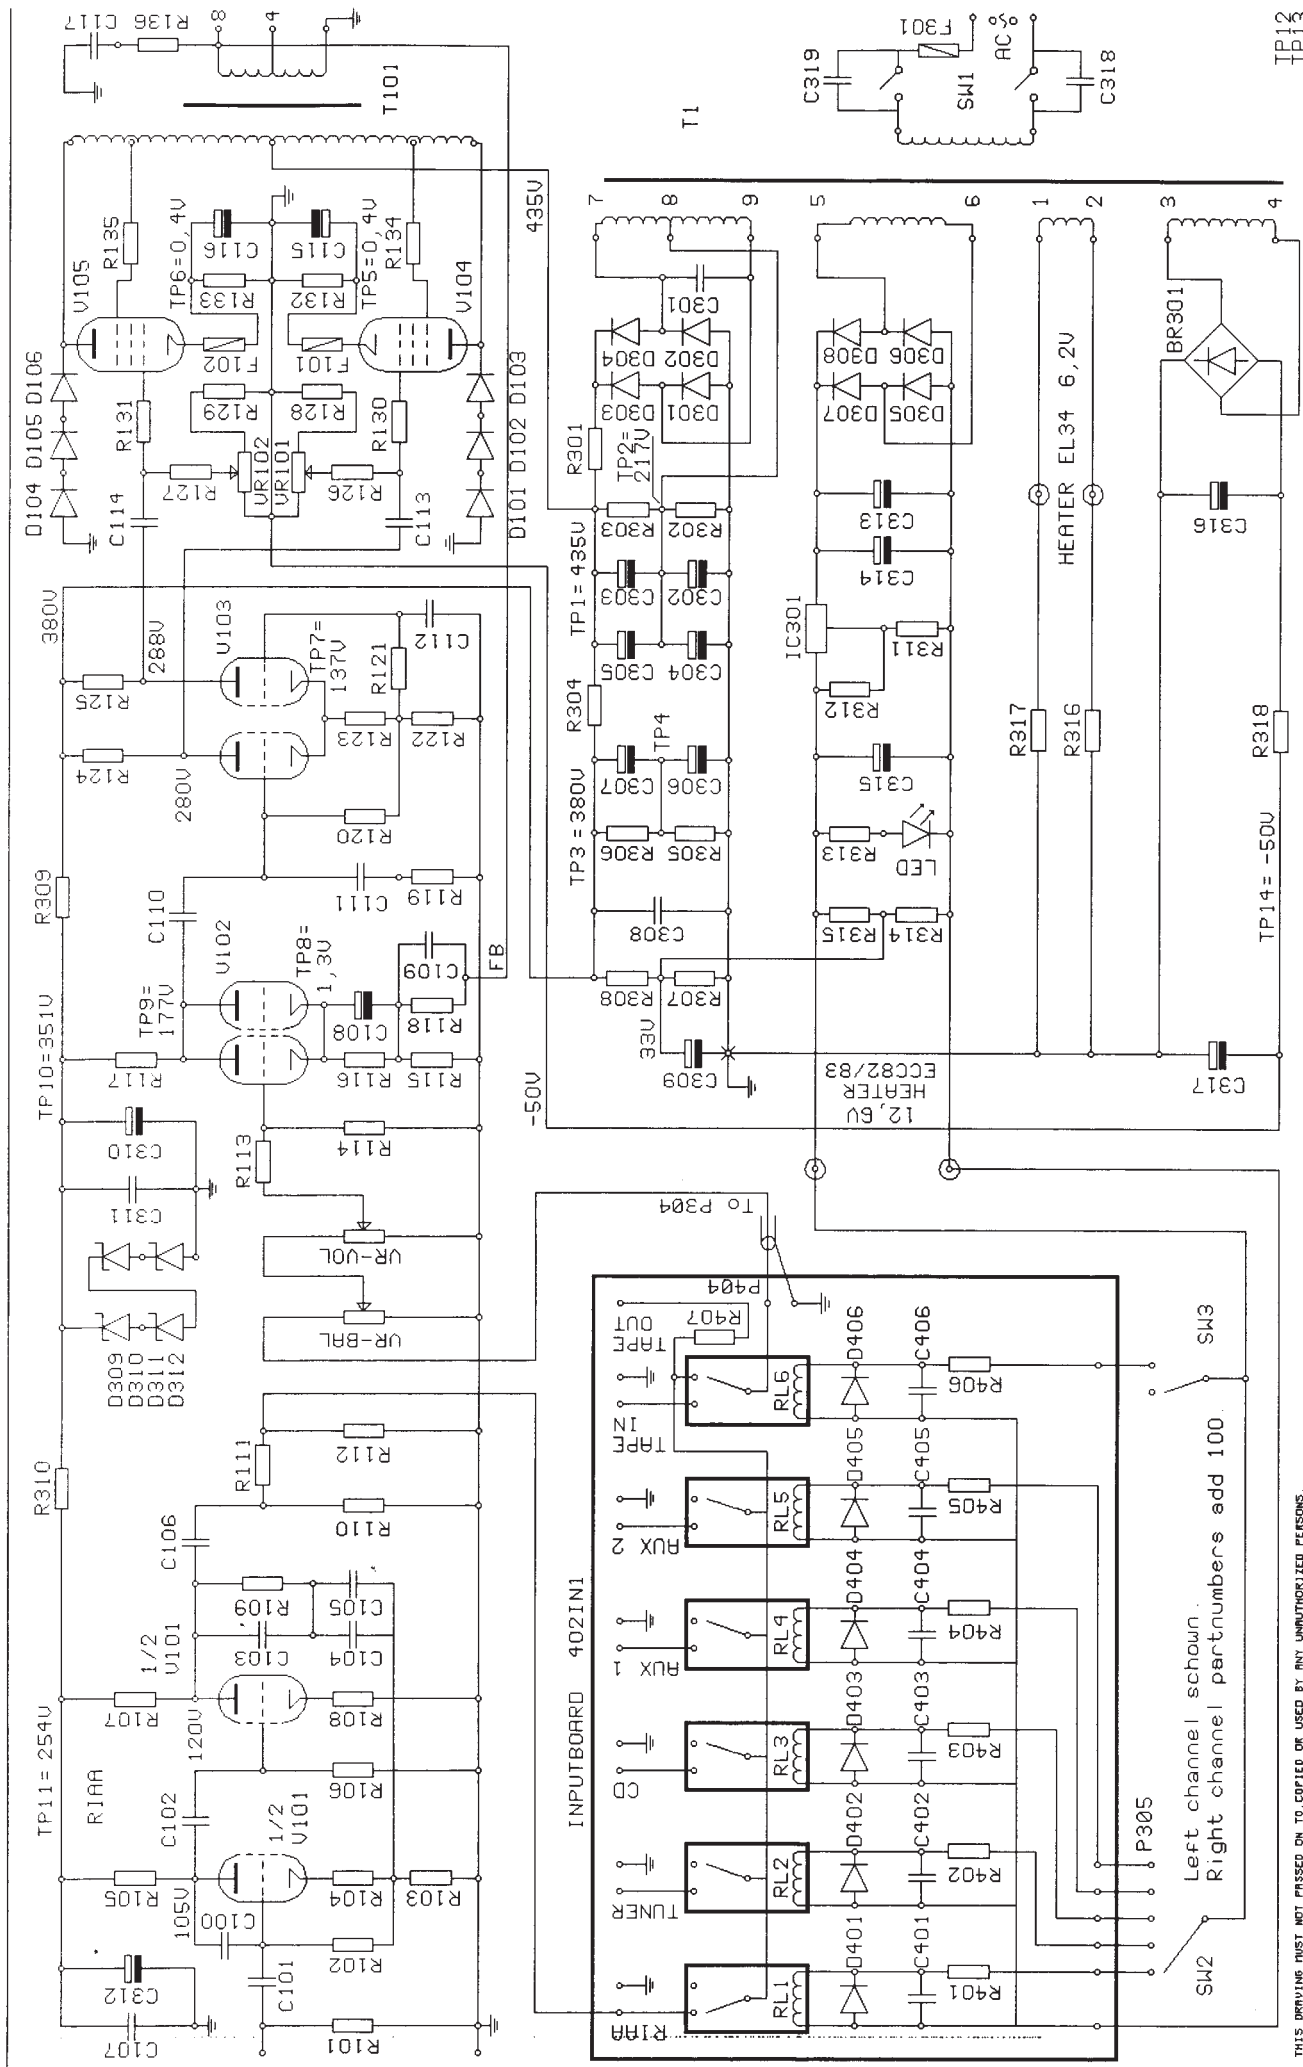 TP11=254V
R310
TP10=351V
R309
380V
D104 D105 D106
C117
R136
8
4
T101
C107
C312
R105
RIAA
R107
1/2
V101
D309
D310
D311
D312
C311
C310
R117
TP9=
177V
C110
R124
R125
288V
280V
C114
R131
V105
R135
105V
C100
C102
120V
C106
R111
R113
V102
V103
R127
R129
F102
TP6=0,4V
R133
C116
C101
1/2
V101
R109
C103
C105
C104
VR-BAL
VR-VOL
TP8=
1,3V
TP7=
137V
VR102
VR101
R128
F101
R132
C115
TP5=0,4V
R101
R102
R104
R103
R106
R108
R110
R112
R114
R116
R115
C108
R118
C109
FB
C111
R119
R120
R123
R122
R121
C112
C113
R126
R130
V104
R134
D101 D102 D103
-50V
435V
INPUTBOARD 402IN1
RIAA
TUNER
CD
AUX 1
AUX 2
TAPE
IN
TAPE
OUT
R407
P404
To P304
RL1
RL2
RL3
RL4
RL5
RL6
D401
D402
D403
D404
D405
D406
C401
C402
C403
C404
C405
C406
R401
R402
R403
R404
R405
R406
P305
SW2
SW3
Left channel schown.
Right channel partnumbers add 100.
33V
C309
R308
R307
C308
TP3=380V
R306
R305
C307
C306
TP4
R304
C305
C304
TP1=435V
C303
C302
R303
R302
TP2=
217V
R301
D303
D301
D304
D302
C301
7
8
9
T1
12,6V
HEATER
ECC82/83
R315
R314
R313
LED
C315
R312
IC301
R311
C314
C313
D307
D305
D308
D306
5
6
R317
R316
HEATER EL34 6,2V
1
2
C317
TP14=-50V
R318
C316
BR301
3
4
C319
F301
SW1
AC
C318
TP12
TP13
THIS DRAWING MUST NOT PASSED ON TO COPIED OR USED BY ANY UNAUTHORIZED PERSONS.